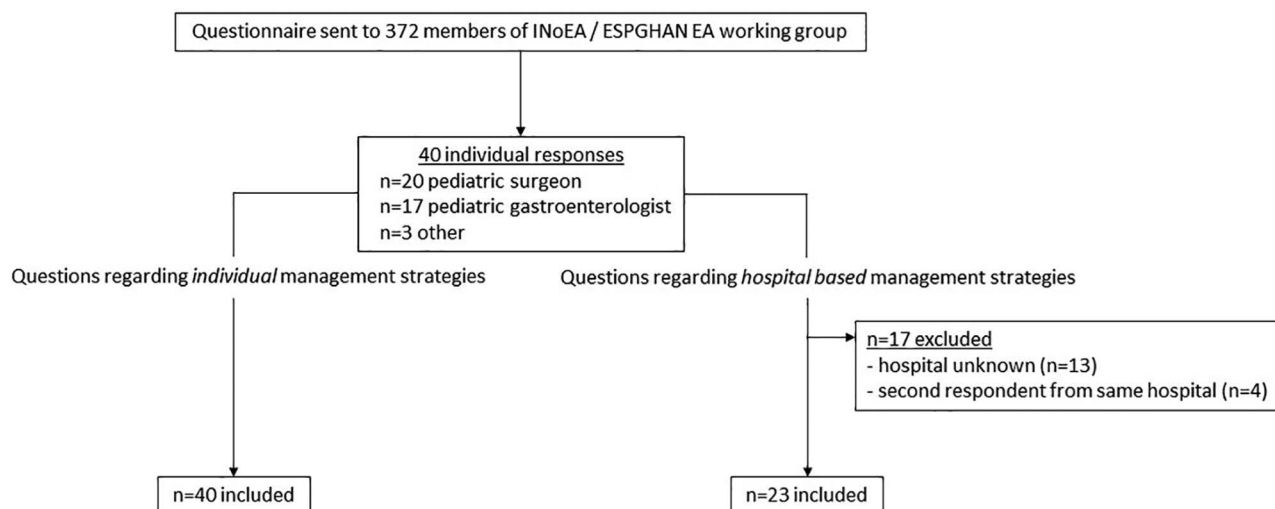 Questionnaire sent to 372 members of INoEA / ESPGHAN EA working group
40 individual responses
n=20 pediatric surgeon
n=17 pediatric gastroenterologist
n=3 other
Questions regarding individual management strategies
Questions regarding hospital based management strategies
n=17 excluded
- hospital unknown (n=13)
- second respondent from same hospital (n=4)
n=40 included
n=23 included